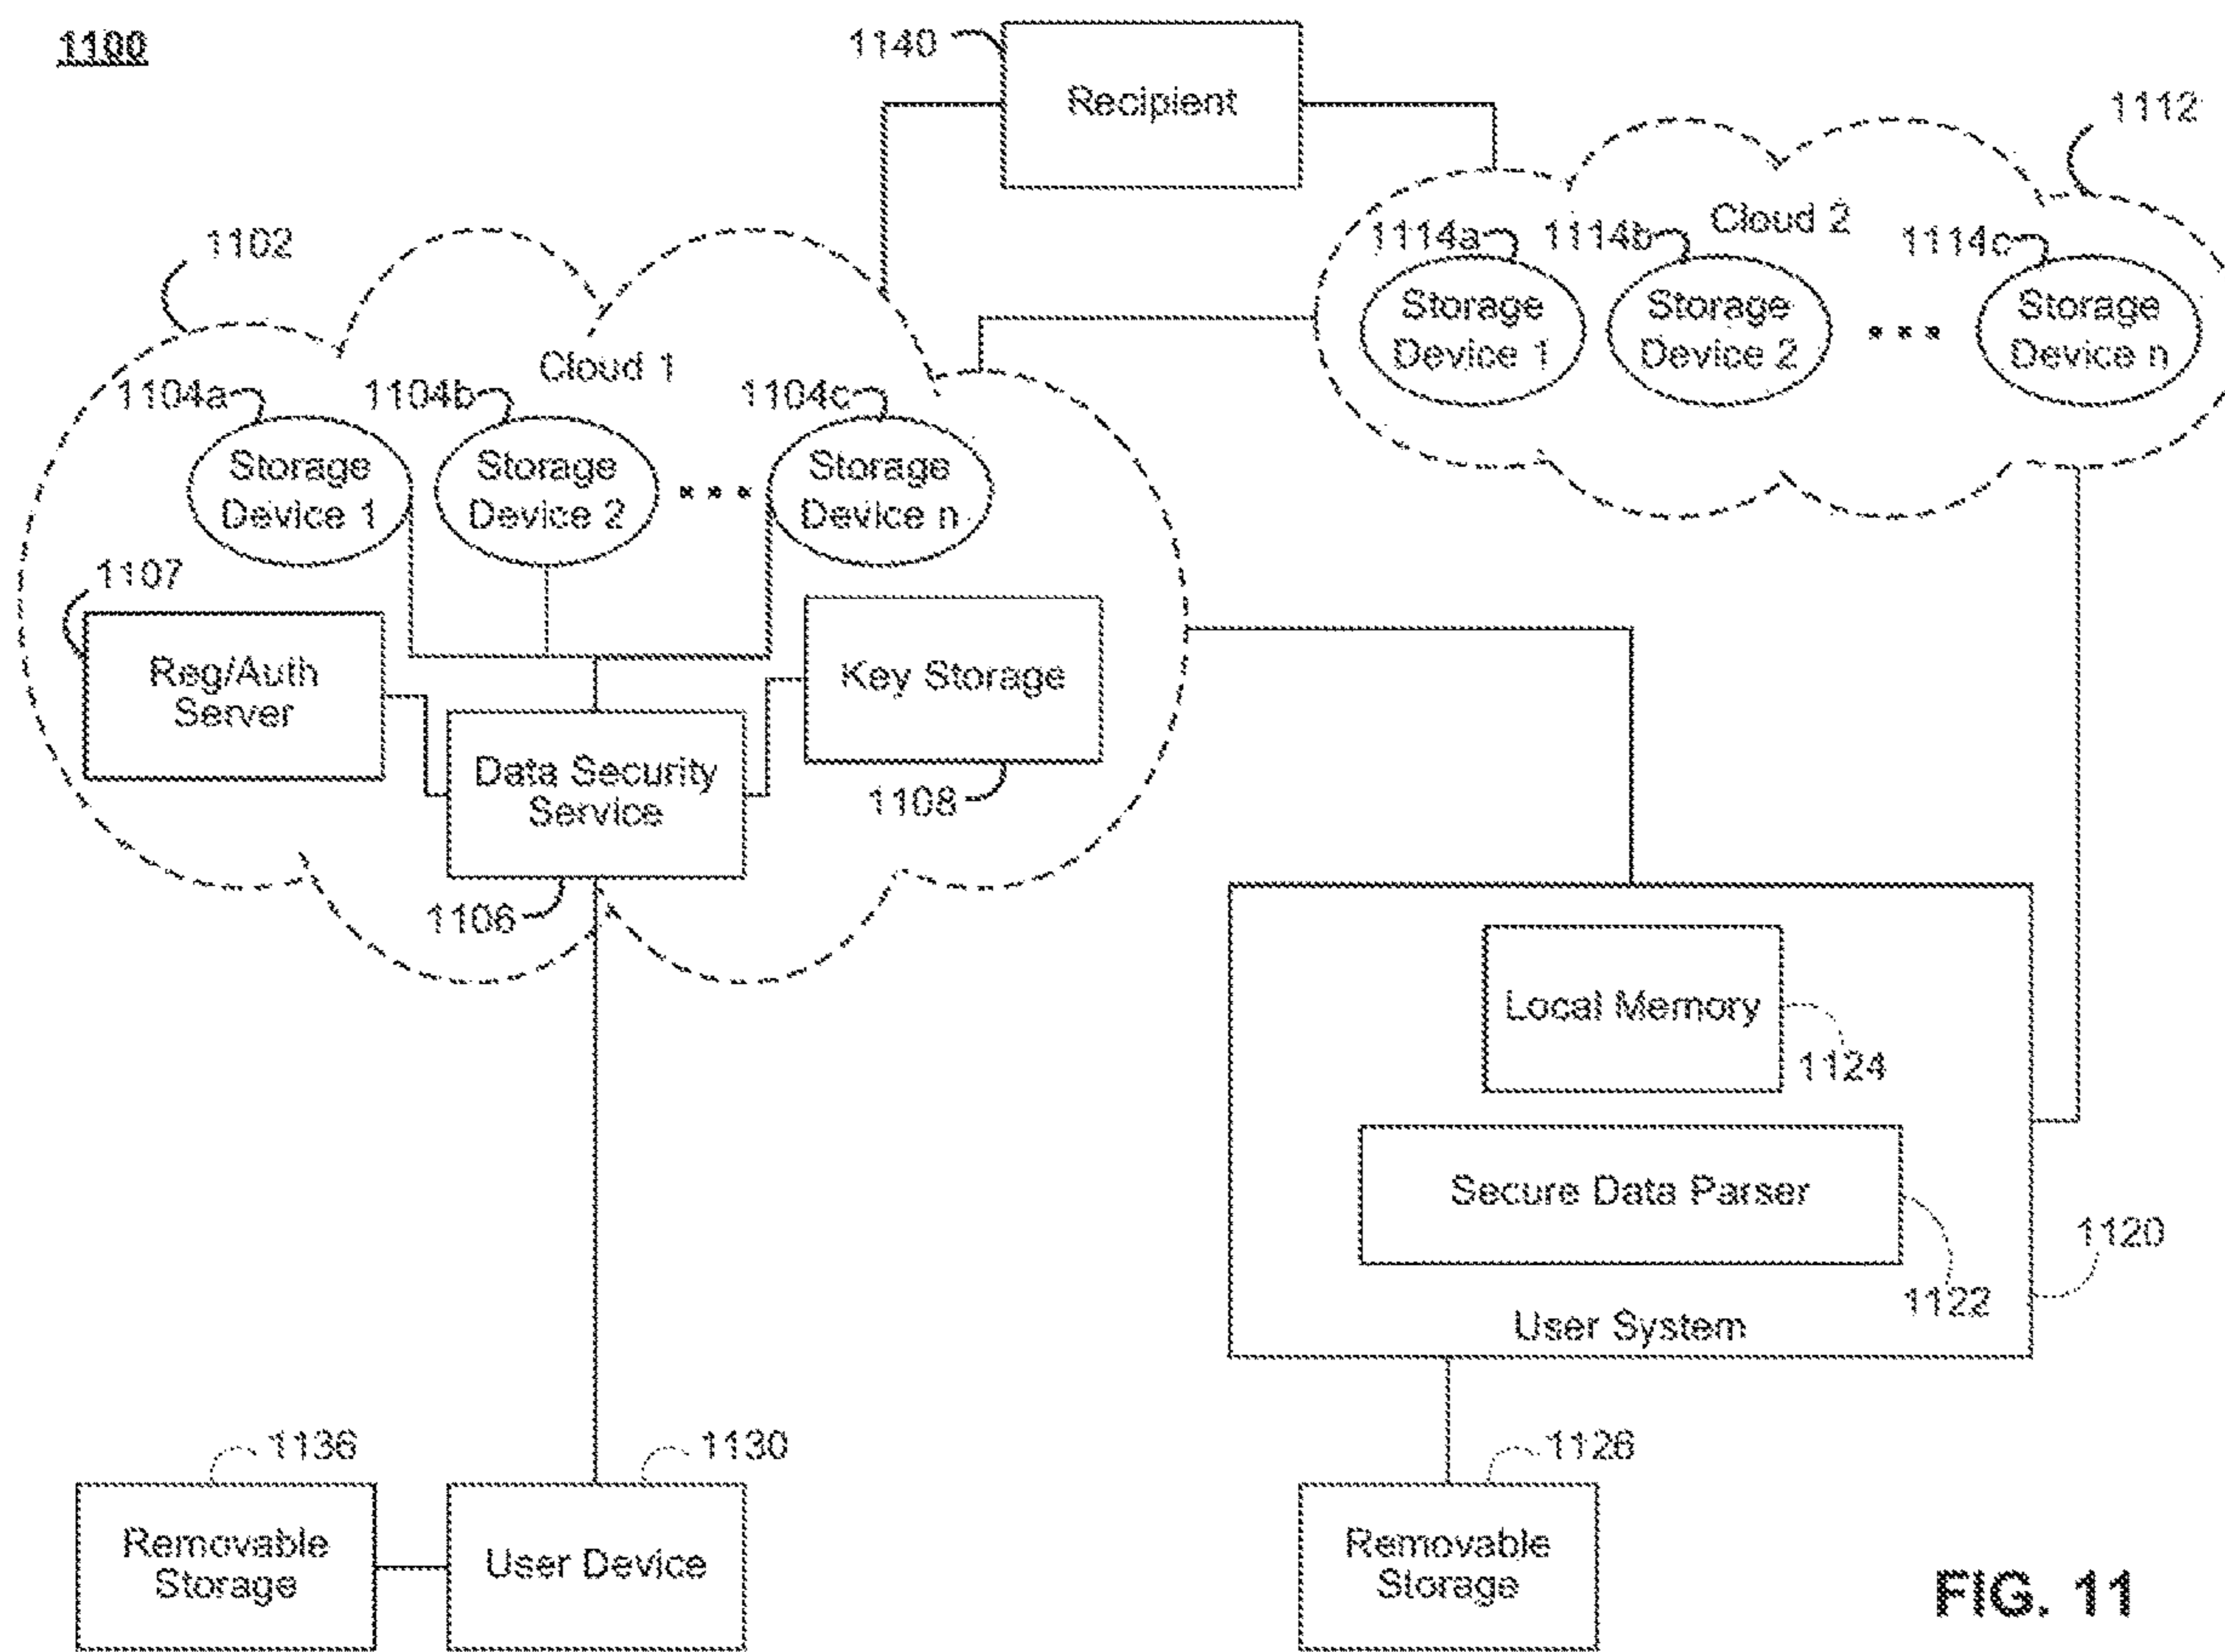 1100
1140
Recipient
1112
1102
Cloud 2
1114a
1114b
1114c
Storage
Device 1
Storage
Device 2
Storage
Device n
Cloud 1
1104a
1104b
1104c
Storage
Device 1
Storage
Device 2
Storage
Device n
1107
Reg/Auth
Server
Key Storage
1108
Data Security
Service
1106
Local Memory
1124
Secure Data Parser
1122
1120
User System
1136
Removable
Storage
1130
User Device
1126
Removable
Storage
FIG. 11